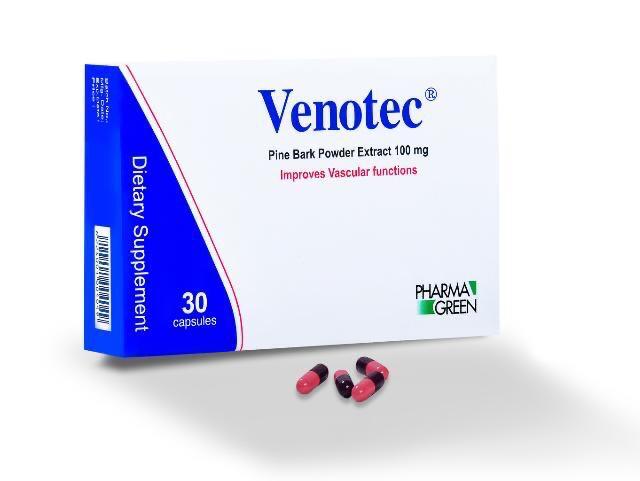 Venotec®
Pine Bark Powder Extract 100 mg
Improves Vascular functions
Dietary Supplement
30
capsules
PHARMA
GREEN